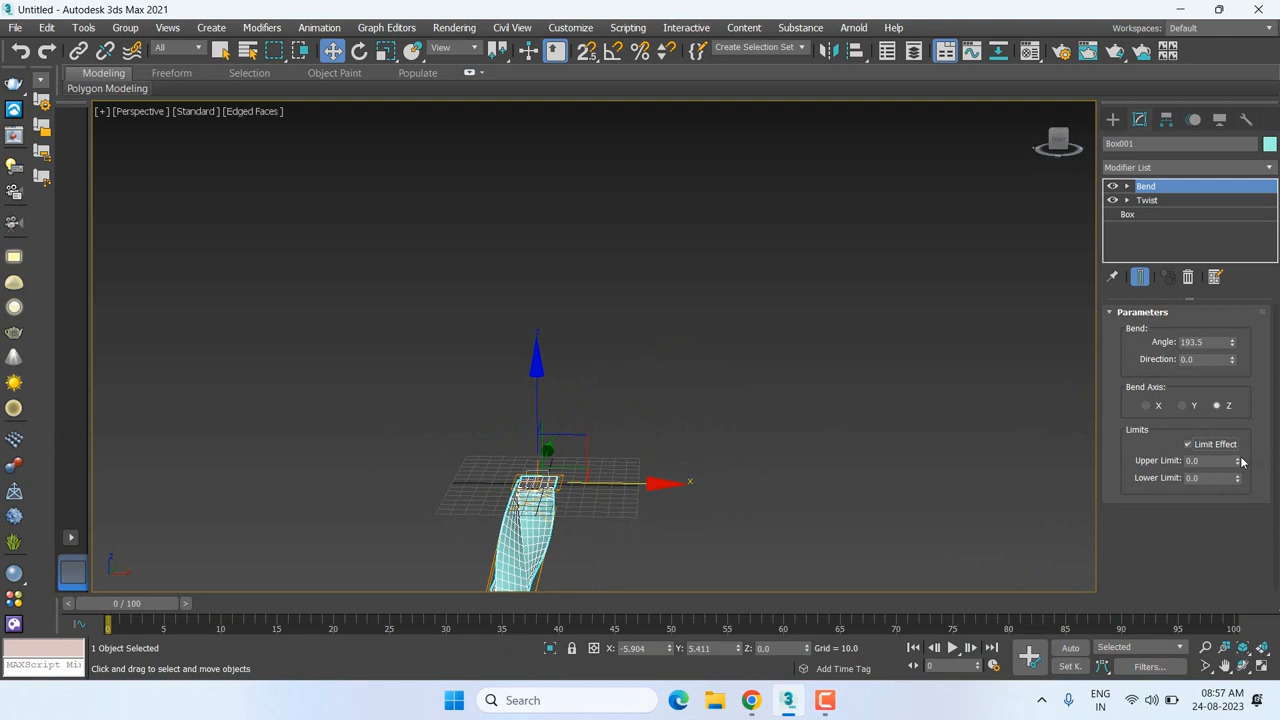 Untitled - Autodesk 3ds Max 2021
File Edit Tools Group Views Create Modifiers Animation Graph Editors Rendering Civil View Customize Scripting Interactive Content Substance Arnold Help Workspaces: Default
All View Create Selection Set
Modeling Freeform Selection Object Paint Populate
Polygon Modeling
[+] [Perspective ] [Standard ] [Edged Faces ]
Box001
Modifier List
Bend
Twist
Box
Parameters
Bend:
Angle: 193.5
Direction: 0.0
Bend Axis:
X Y Z
Limits
Limit Effect
Upper Limit: 0.0
Lower Limit: 0.0
z
x
z
x
< 0 / 100 >
0 5 10 15 20 25 30 35 40 45 50 55 60 65 70 75 80 85 90 95 100
1 Object Selected X: -5.904 Y: 5.411 Z: 0.0 Grid = 10.0 Auto Selected
MAXScript Mi Click and drag to select and move objects Add Time Tag 0 Set K. Filters...
Search
ENG
IN
08:57 AM
24-08-2023